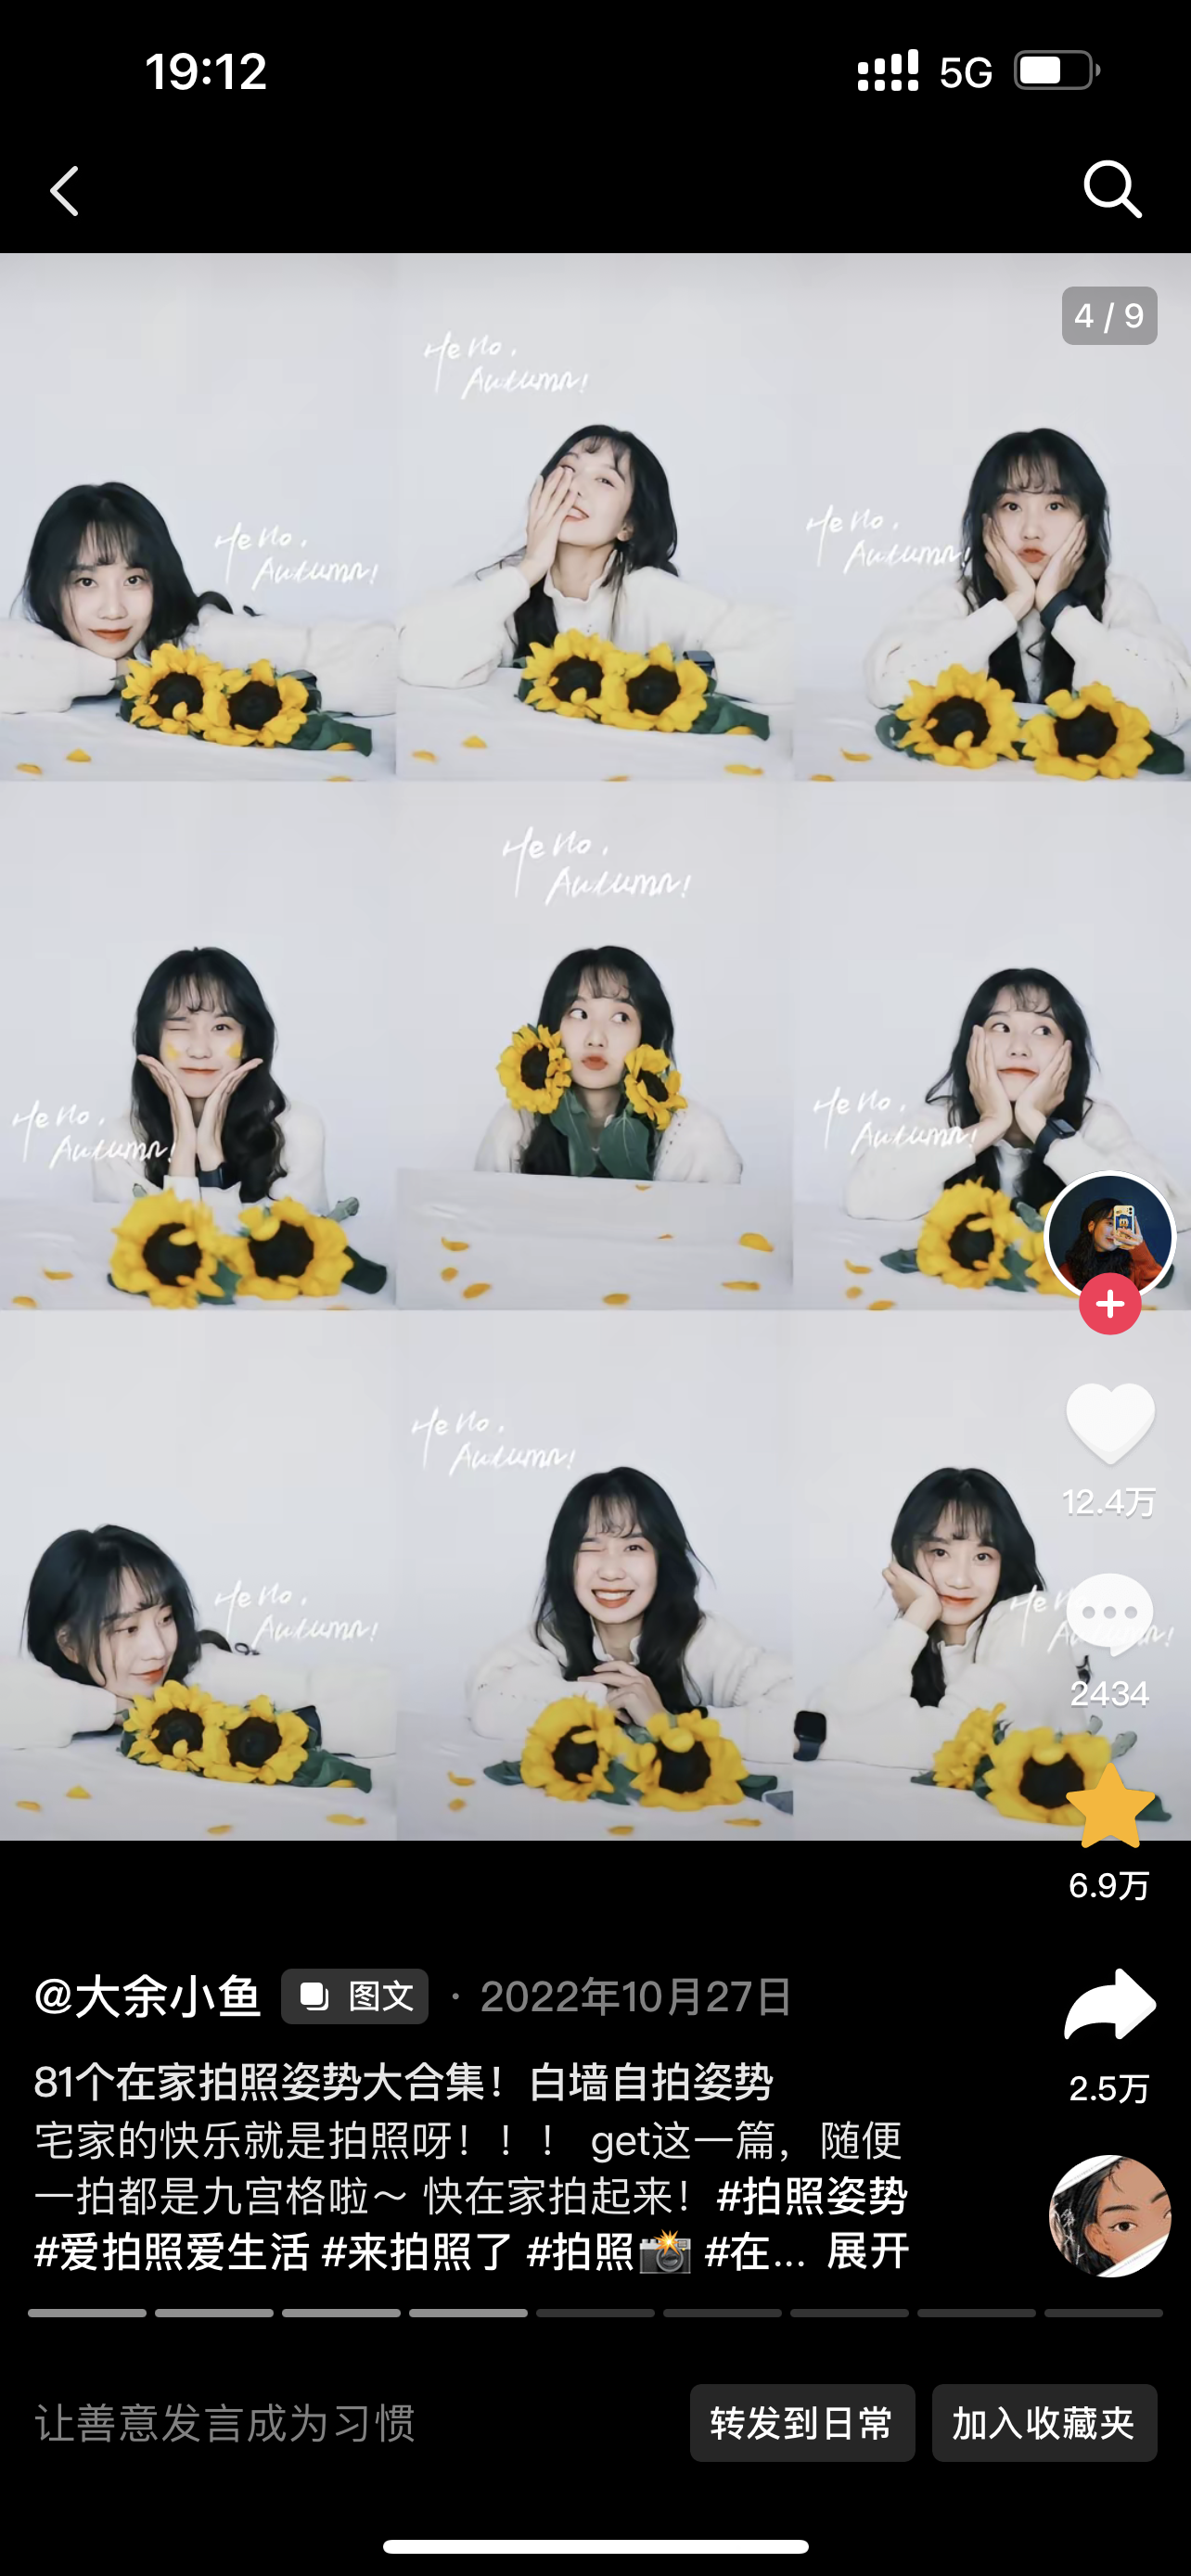 19:12
5G
4 / 9
Hello,
Autumn!
Hello,
Autumn!
Hello,
Autumn!
Hello,
Autumn!
Hello,
Autumn!
Hello,
Autumn!
Hello,
Autumn!
Hello,
Autumn!
12.4万
2434
6.9万
@大余小鱼 图文 · 2022年10月27日
2.5万
81个在家拍照姿势大合集！白墙自拍姿势
宅家的快乐就是拍照呀！！！ get这一篇，随便
一拍都是九宫格啦～ 快在家拍起来！#拍照姿势
#爱拍照爱生活 #来拍照了 #拍照📸 #在... 展开
让善意发言成为习惯
转发到日常
加入收藏夹